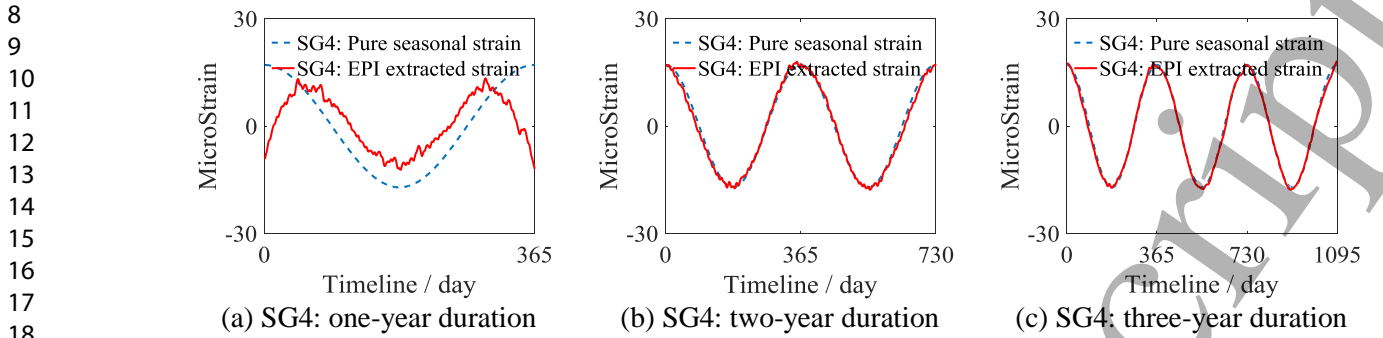 8
9
10
11
12
13
14
15
16
17
18
30
0
-30
MicroStrain
SG4: Pure seasonal strain
SG4: EPI extracted strain
0
365
Timeline / day
(a) SG4: one-year duration
30
0
-30
MicroStrain
SG4: Pure seasonal strain
SG4: EPI extracted strain
0
365
730
Timeline / day
(b) SG4: two-year duration
30
0
-30
MicroStrain
SG4: Pure seasonal strain
SG4: EPI extracted strain
0
365
730
1095
Timeline / day
(c) SG4: three-year duration